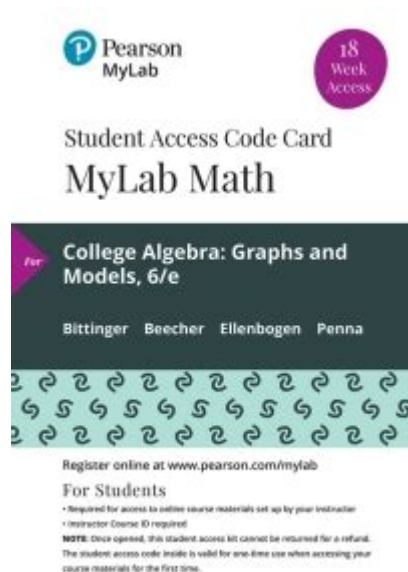 Pearson
MyLab
18
Week
Access
Student Access Code Card
MyLab Math
For
College Algebra: Graphs and
Models, 6/e
Bittinger Beecher Ellenbogen Penna
Register online at www.pearson.com/mylab
For Students
• Required for access to online course materials set up by your instructor
• Instructor Course ID required
NOTE: Once opened, this student access kit cannot be returned for a refund.
The student access code inside is valid for one-time use when accessing your
course materials for the first time.